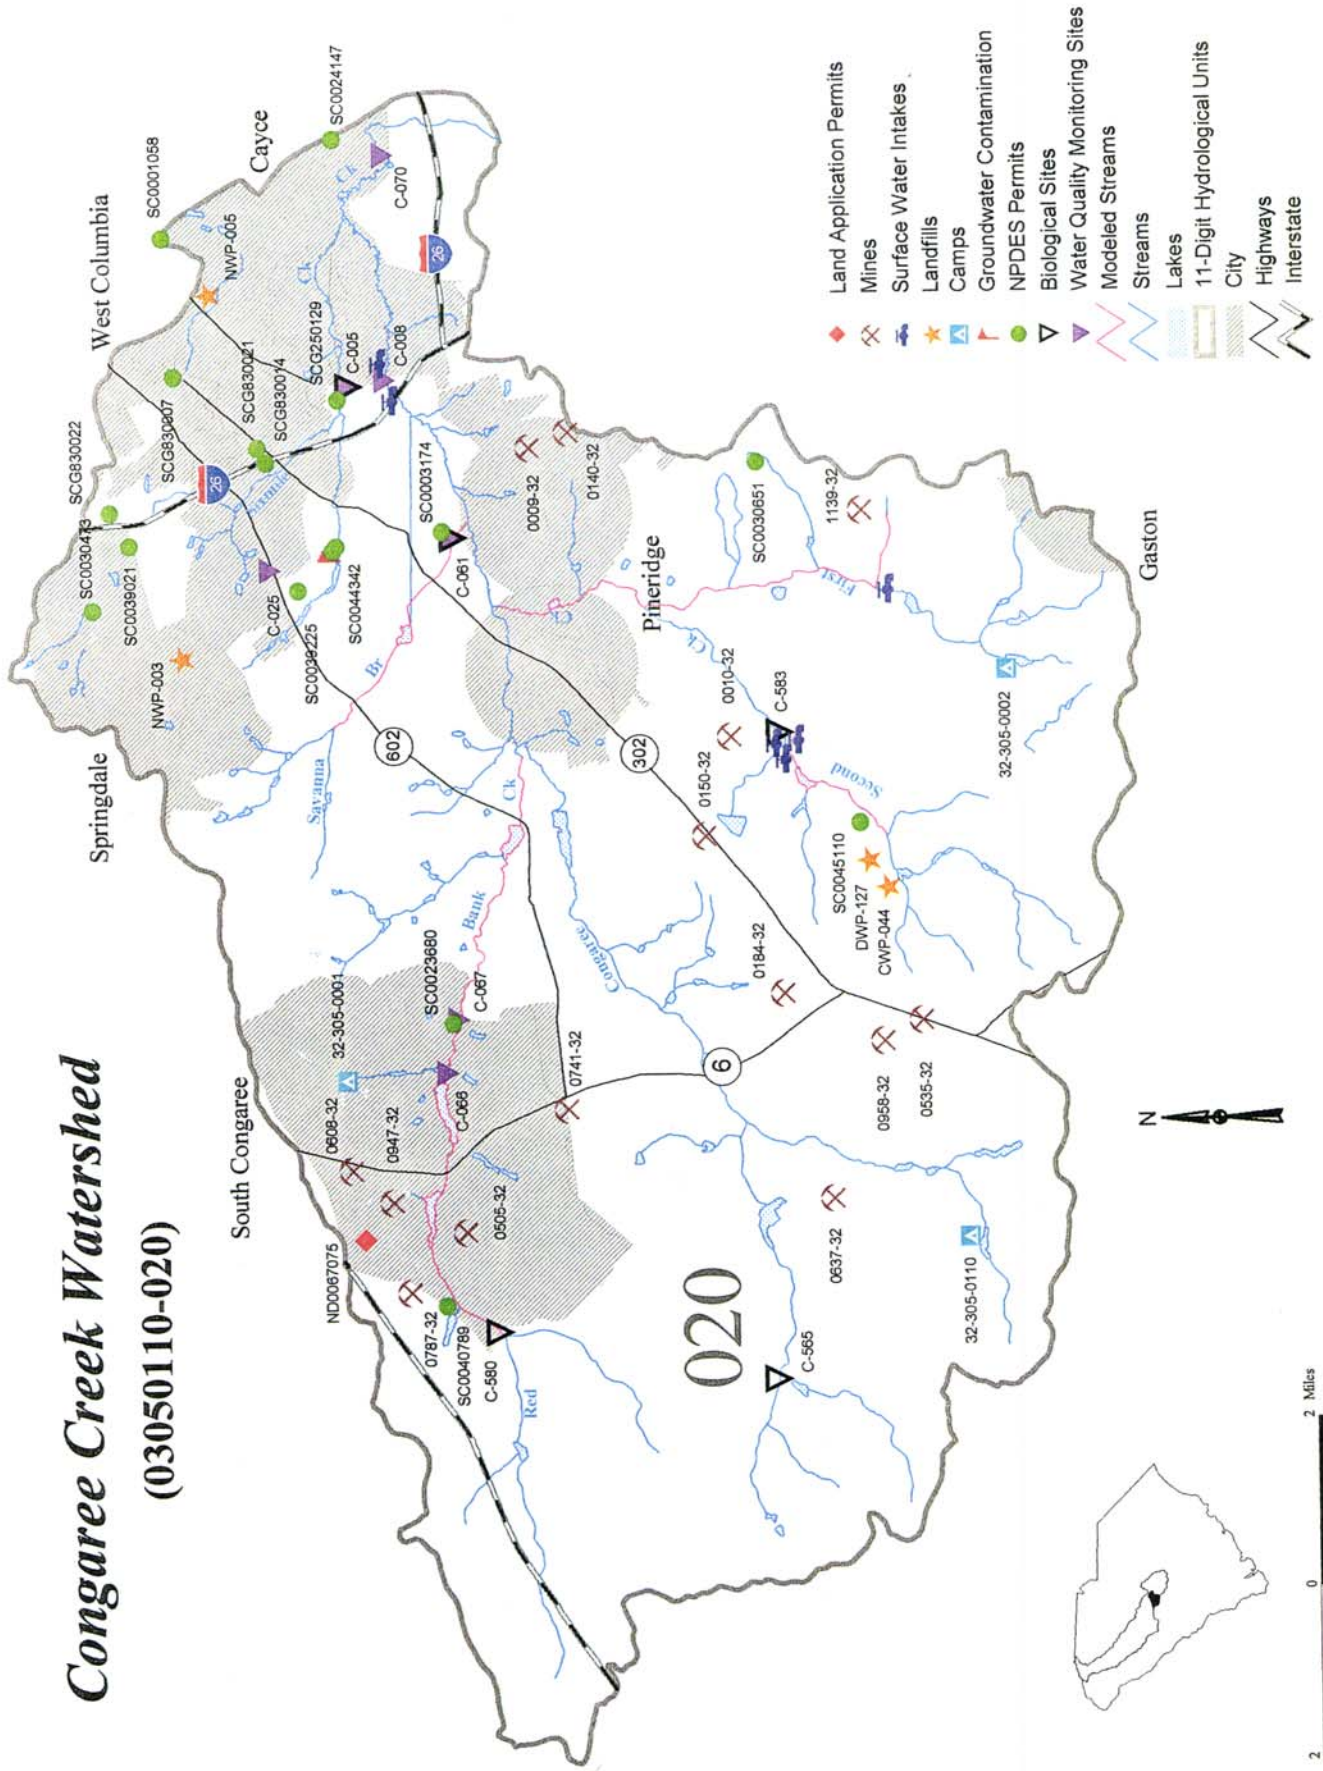 Congaree Creek Watershed
(03050110-020)
South Congaree
Springdale
West Columbia
Cayce
Pineridge
Gaston
SC0001058
SC0024147
NWP-005
C-070
SCG830022
SCG830007
SCG830021
SCG830014
SCG250129
C-005
C-008
SC0030473
SC0039021
NWP-003
C-025
SC0039225
SC0044342
SC0003174
C-061
0009-32
0140-32
SC0030651
1139-32
32-305-0002
0010-32
C-583
0150-32
SC0045110
DWP-127
CWP-044
0184-32
0958-32
0535-32
0637-32
32-305-0110
C-565
0741-32
32-305-0001
SC0023680
C-067
C-066
0608-32
0947-32
0505-32
ND0067075
0787-32
SC0040789
C-580
020
26
26
602
302
6
Ck
Ck
Savanna
Br
Bank
Ck
Congaree
Red
First
Second
Ck
N
Land Application Permits
Mines
Surface Water Intakes
Landfills
Camps
Groundwater Contamination
NPDES Permits
Biological Sites
Water Quality Monitoring Sites
Modeled Streams
Streams
Lakes
11-Digit Hydrological Units
City
Highways
Interstate
2 0 2 Miles